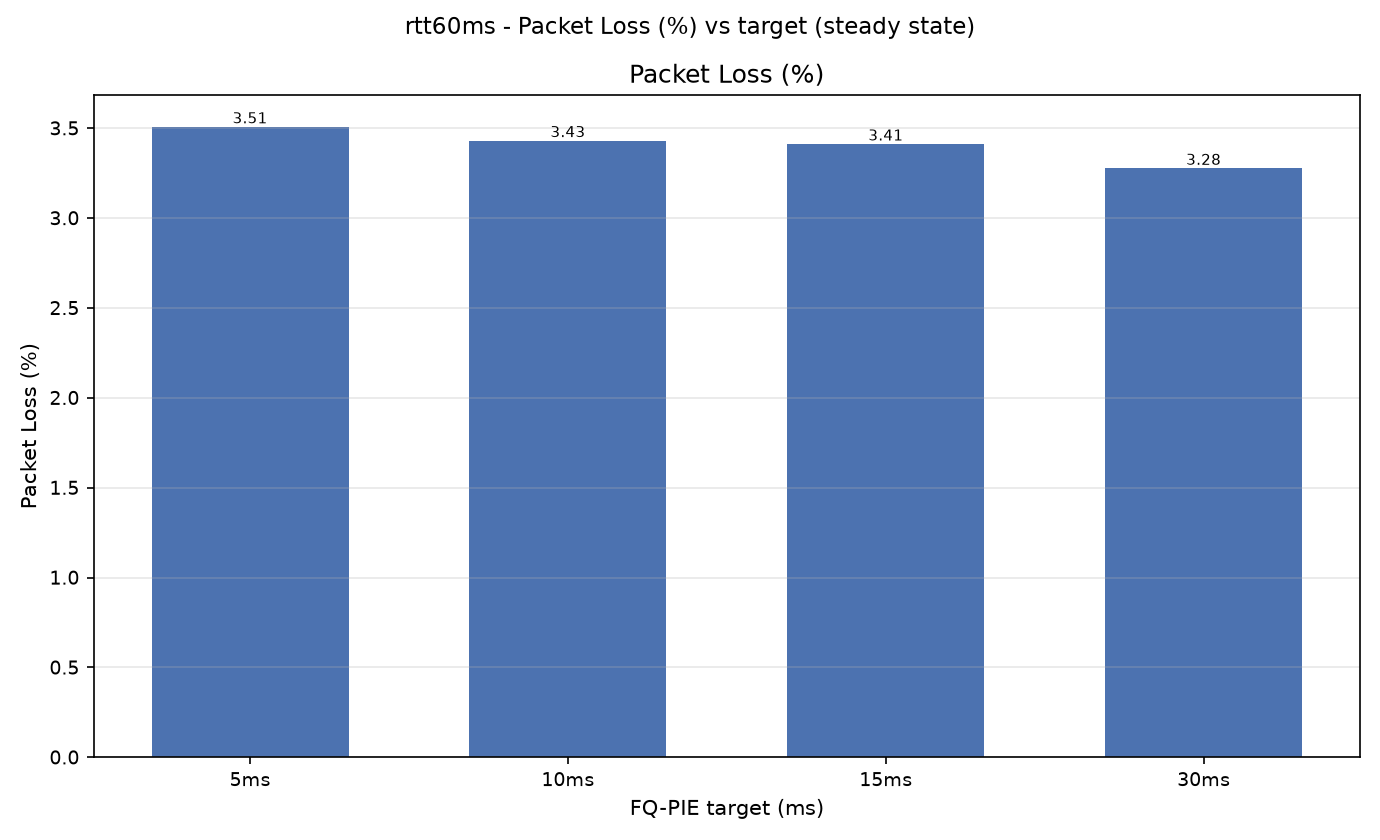 rtt60ms - Packet Loss (%) vs target (steady state)
Packet Loss (%)
3.51
3.43
3.41
3.28
3.5
3.0
2.5
2.0
1.5
1.0
0.5
0.0
Packet Loss (%)
5ms
10ms
15ms
30ms
FQ-PIE target (ms)